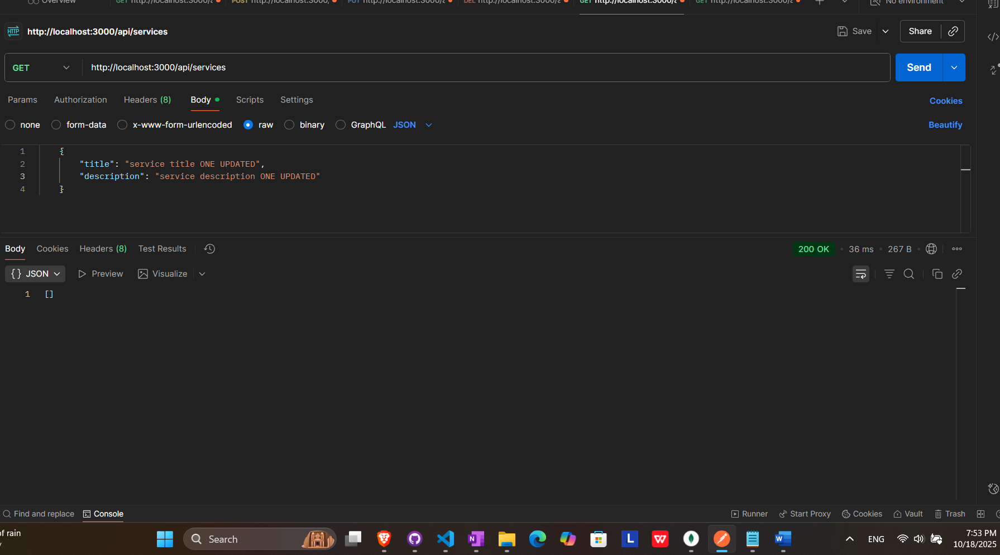 Overview GET http://localhost:3000/a POST http://localhost:3000/ PUT http://localhost:3000/a DEL http://localhost:3000/a GET http://localhost:3000/a GET http://localhost:3000/a No environment
HTTP http://localhost:3000/api/services Save Share
GET http://localhost:3000/api/services Send
Params Authorization Headers (8) Body Scripts Settings Cookies
none form-data x-www-form-urlencoded raw binary GraphQL JSON Beautify
1 {
2 "title": "service title ONE UPDATED",
3 "description": "service description ONE UPDATED"
4 }
Body Cookies Headers (8) Test Results 200 OK 36 ms 267 B
{} JSON Preview Visualize
1 []
Find and replace Console Runner Start Proxy Cookies Vault Trash
of rain Search ENG 7:53 PM
10/18/2025